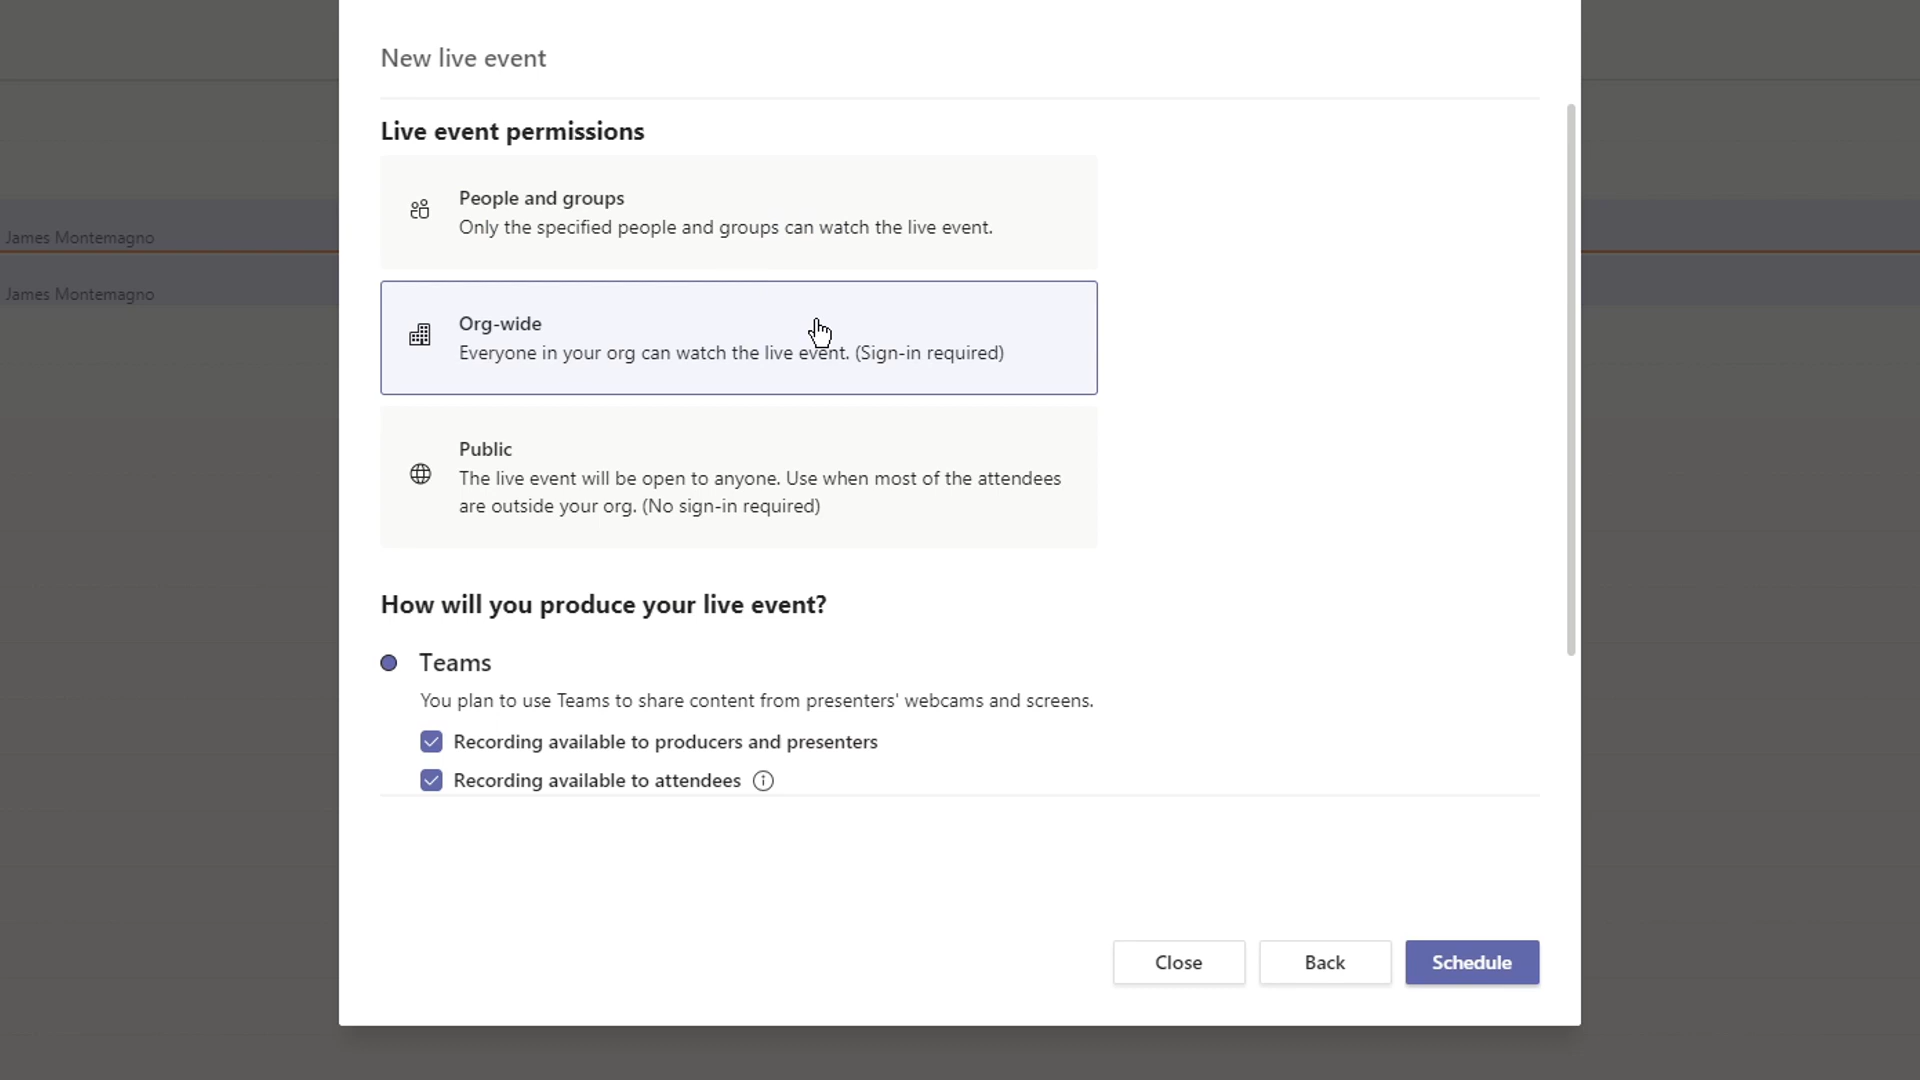 New live event
Live event permissions
People and groups
Only the specified people and groups can watch the live event.
James Montemagno
James Montemagno
Org-wide
Everyone in your org can watch the live event. (Sign-in required)
Public
The live event will be open to anyone. Use when most of the attendees
are outside your org. (No sign-in required)
How will you produce your live event?
Teams
You plan to use Teams to share content from presenters' webcams and screens.
Recording available to producers and presenters
Recording available to attendees
Close
Back
Schedule